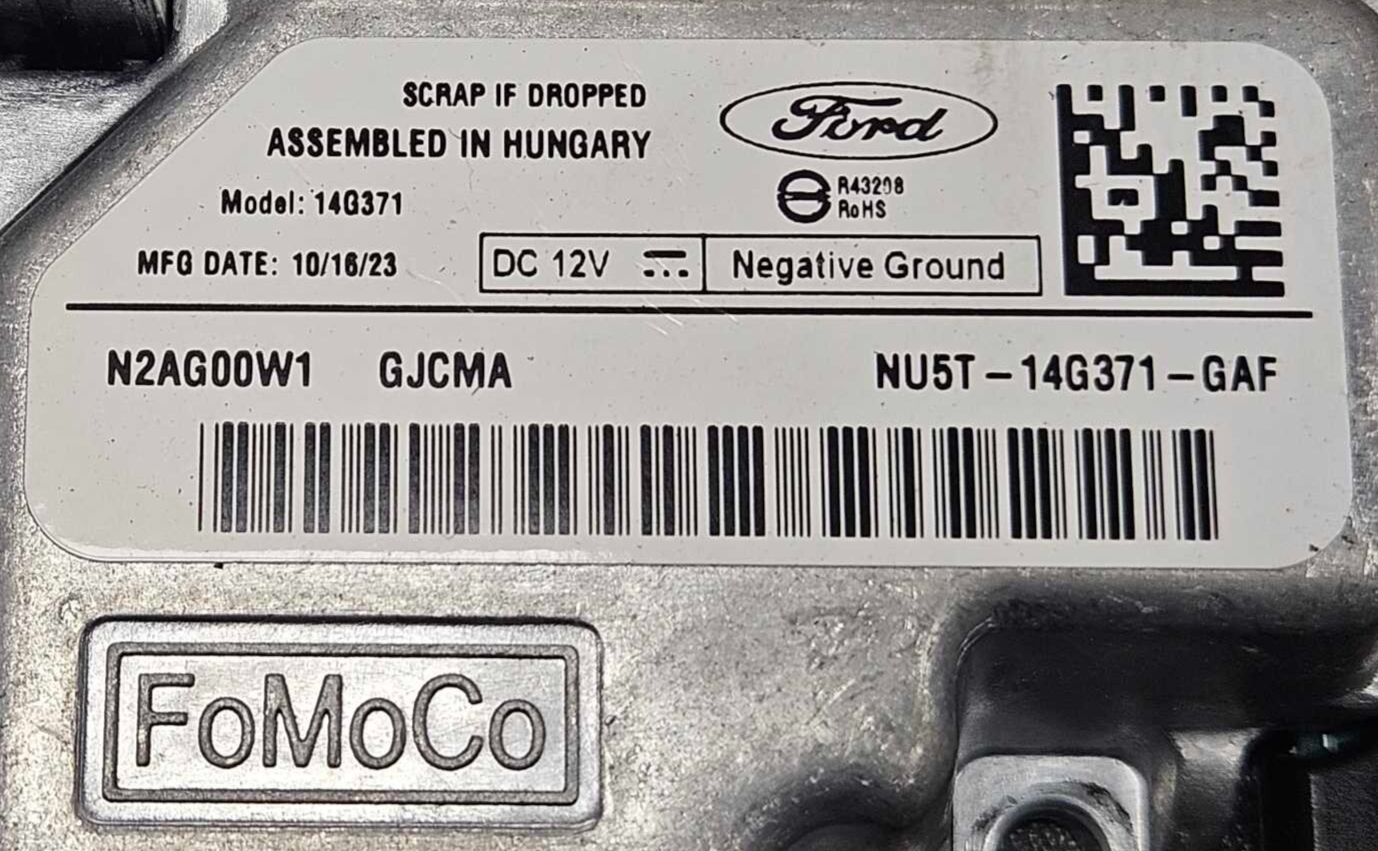 SCRAP IF DROPPED
ASSEMBLED IN HUNGARY
Ford
Model: 14G371
R43208
RoHS
MFG DATE: 10/16/23
DC 12V
Negative Ground
N2AG00W1 GJCMA NU5T-14G371-GAF
FoMoCo